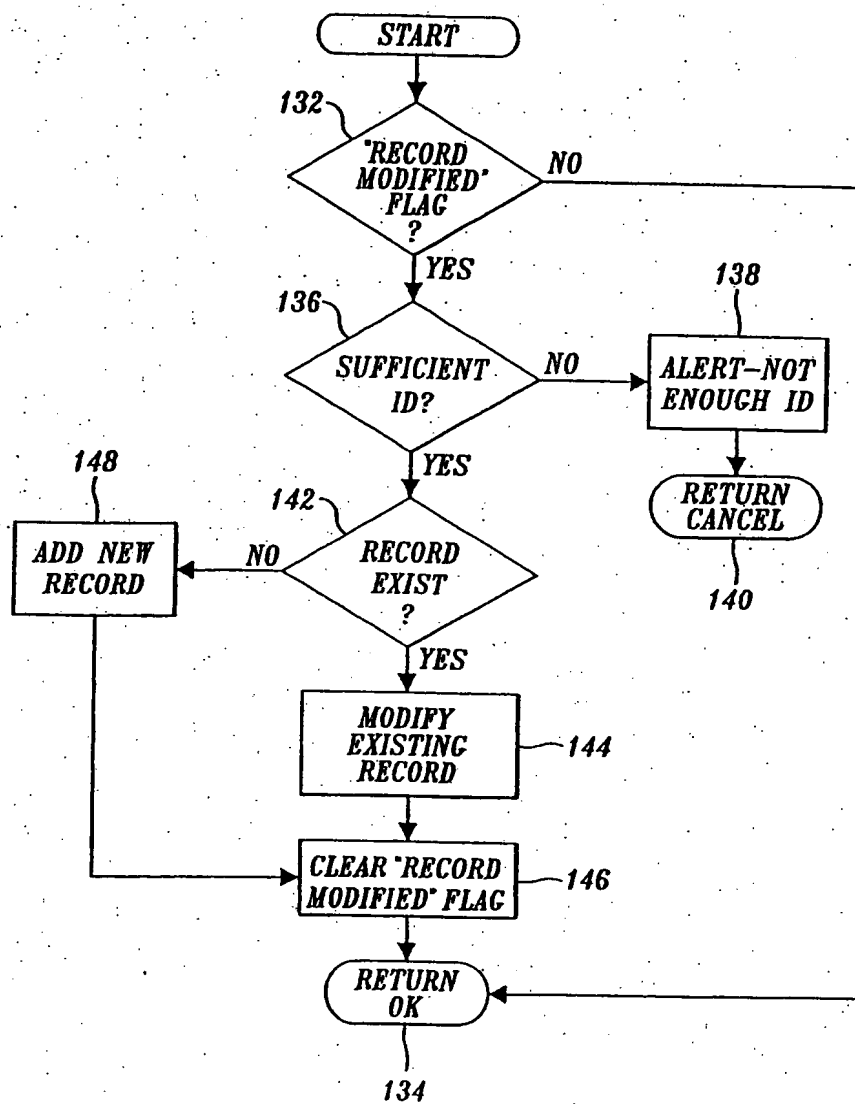 START
132
"RECORD
MODIFIED"
FLAG
?
NO
YES
136
SUFFICIENT
ID?
NO
138
ALERT-NOT
ENOUGH ID
RETURN
CANCEL
140
YES
142
RECORD
EXIST
?
NO
148
ADD NEW
RECORD
YES
MODIFY
EXISTING
RECORD
144
CLEAR "RECORD
MODIFIED" FLAG
146
RETURN
OK
134